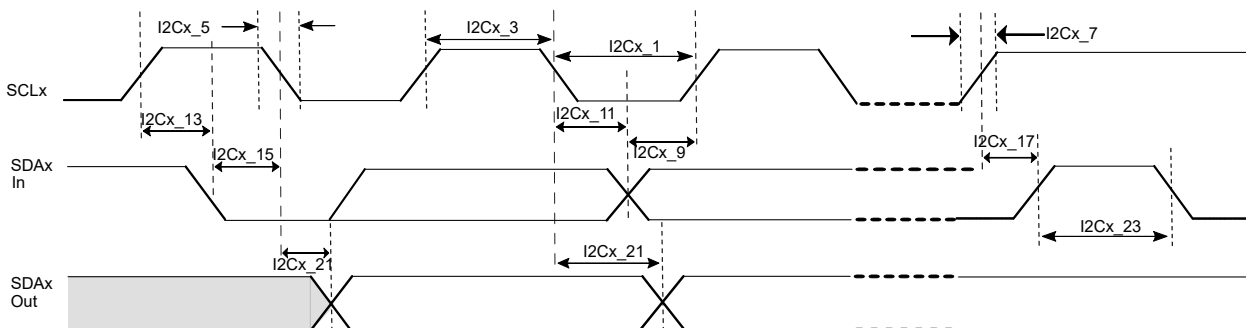 I2Cx_5
I2Cx_3
I2Cx_1
I2Cx_7
SCLx
I2Cx_13
I2Cx_11
I2Cx_15
I2Cx_9
I2Cx_17
SDAx
In
I2Cx_23
I2Cx_21
I2Cx_21
SDAx
Out